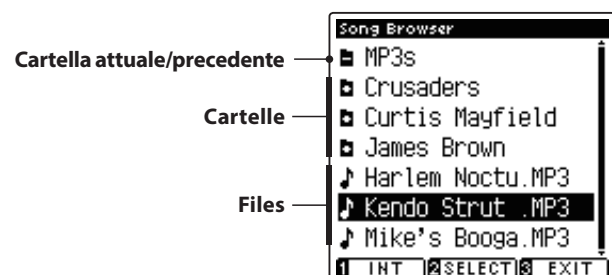 Song Browser
Cartella attuale/precedente
MP3s
Crusaders
Cartelle
Curtis Mayfield
James Brown
Harlem Noctu.MP3
Files
Kendo Strut .MP3
Mike's Booga.MP3
1 INT 2 SELECT 3 EXIT